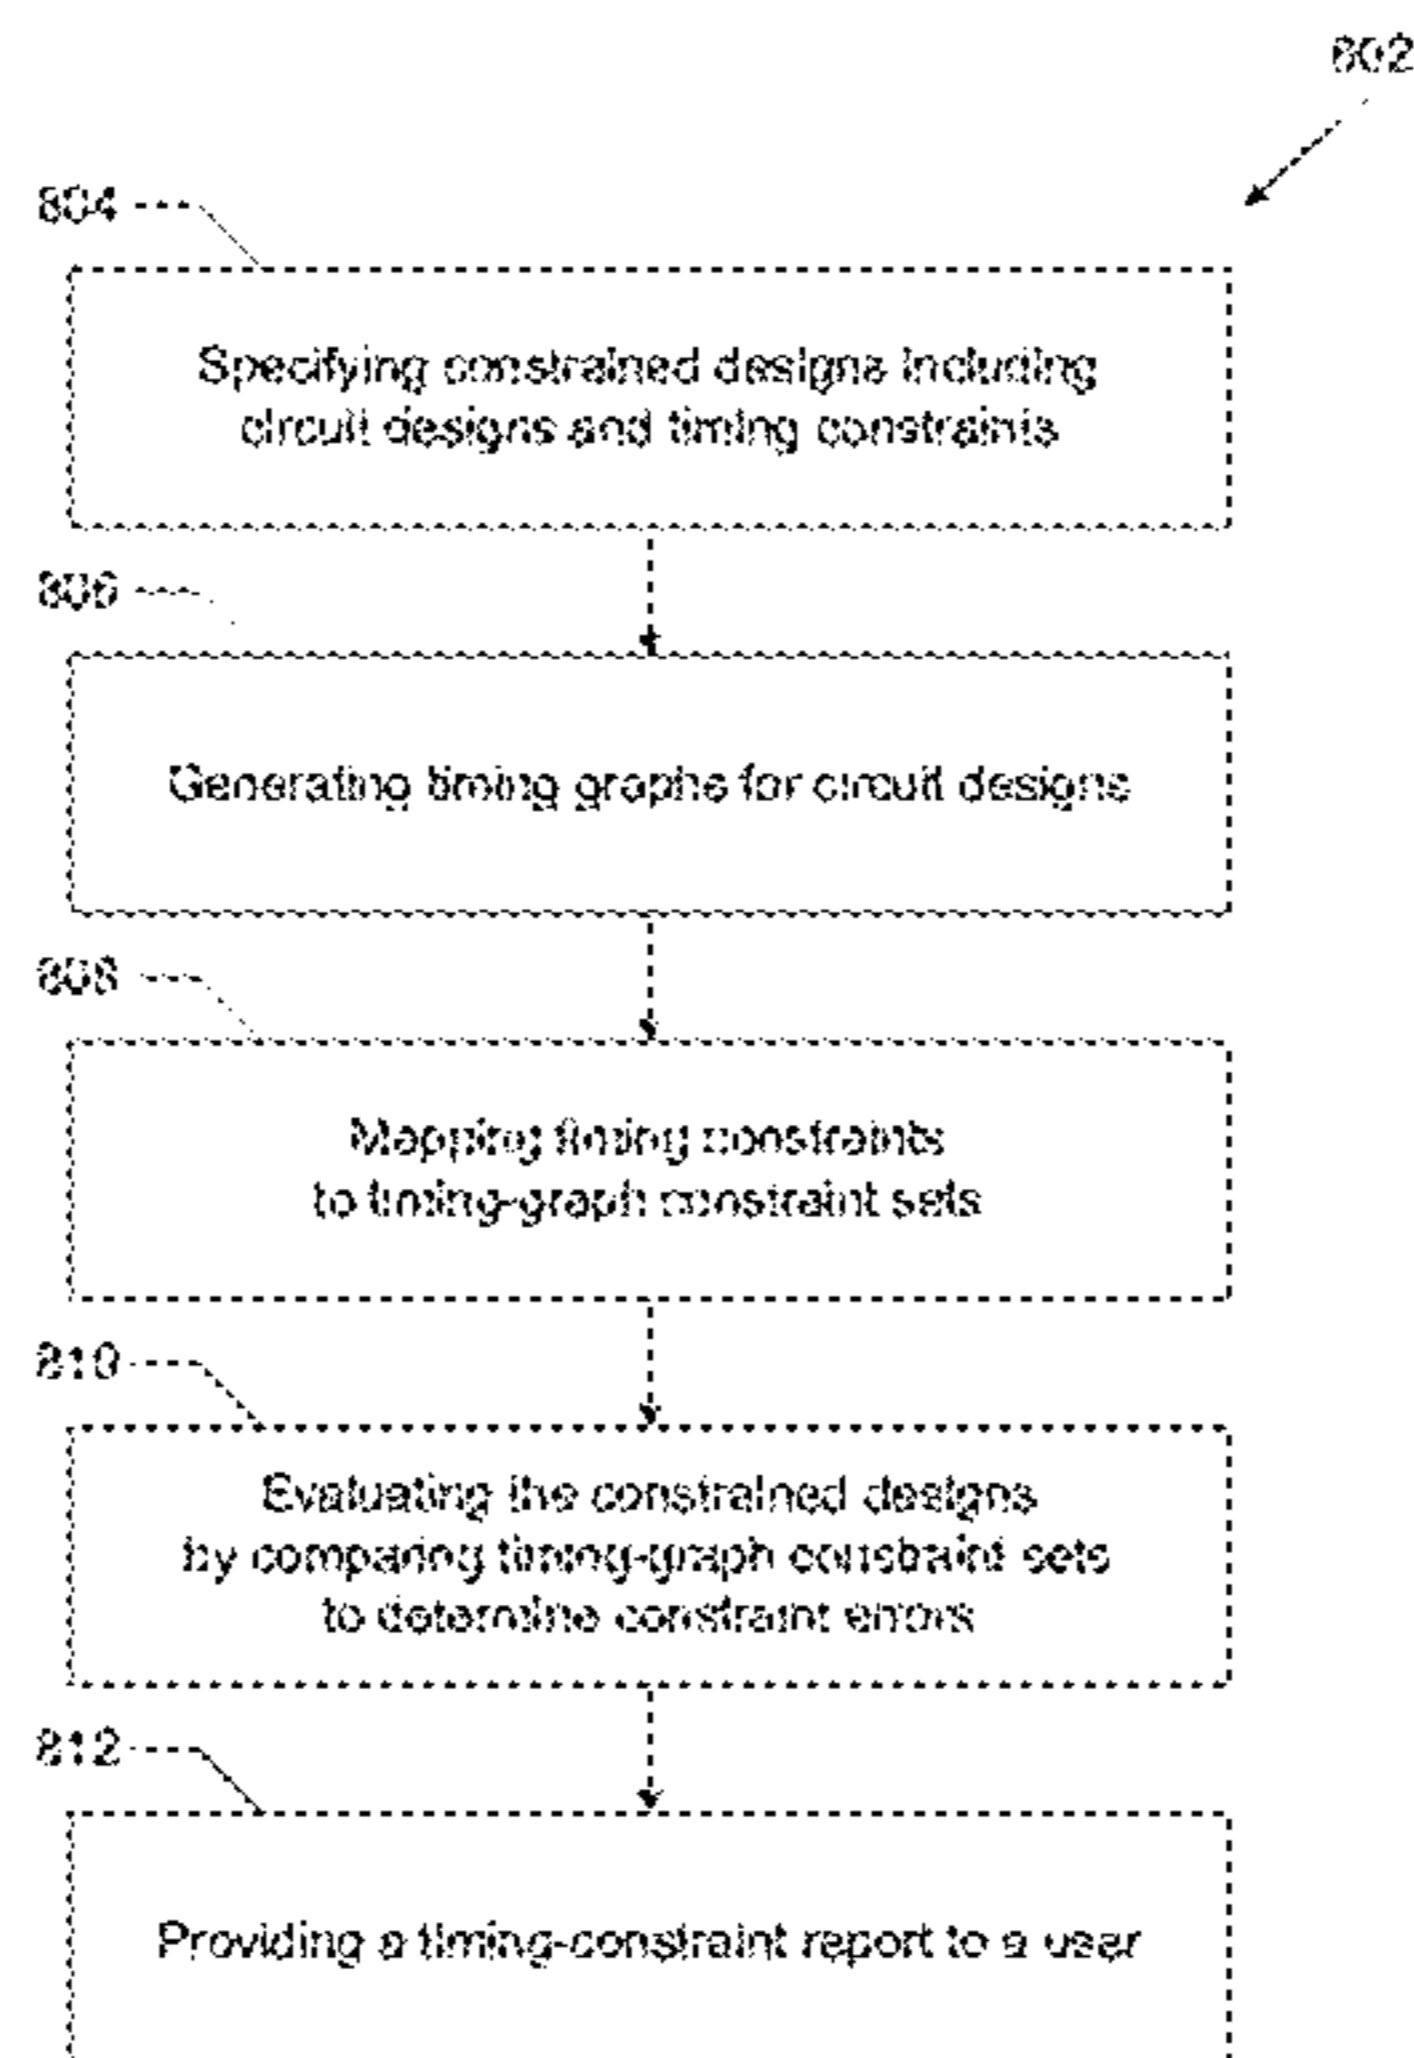 802
804
Specifying constrained designs including
circuit designs and timing constraints
806
Generating timing graphs for circuit designs
808
Mapping timing constraints
to timing-graph constraint sets
810
Evaluating the constrained designs
by comparing timing-graph constraint sets
to determine constraint errors
812
Providing a timing-constraint report to a user